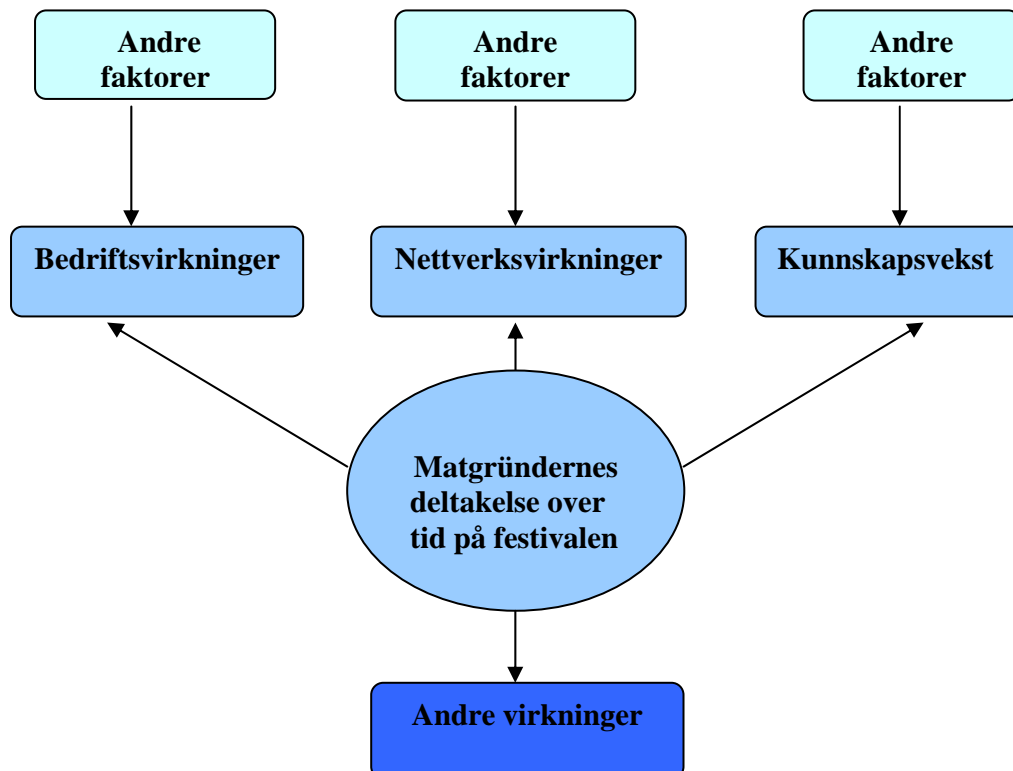 Andre
faktorer
Andre
faktorer
Andre
faktorer
Bedriftsvirkninger
Nettverksvirkninger
Kunnskapsvekst
Matgründernes
deltakelse over
tid på festivalen
Andre virkninger